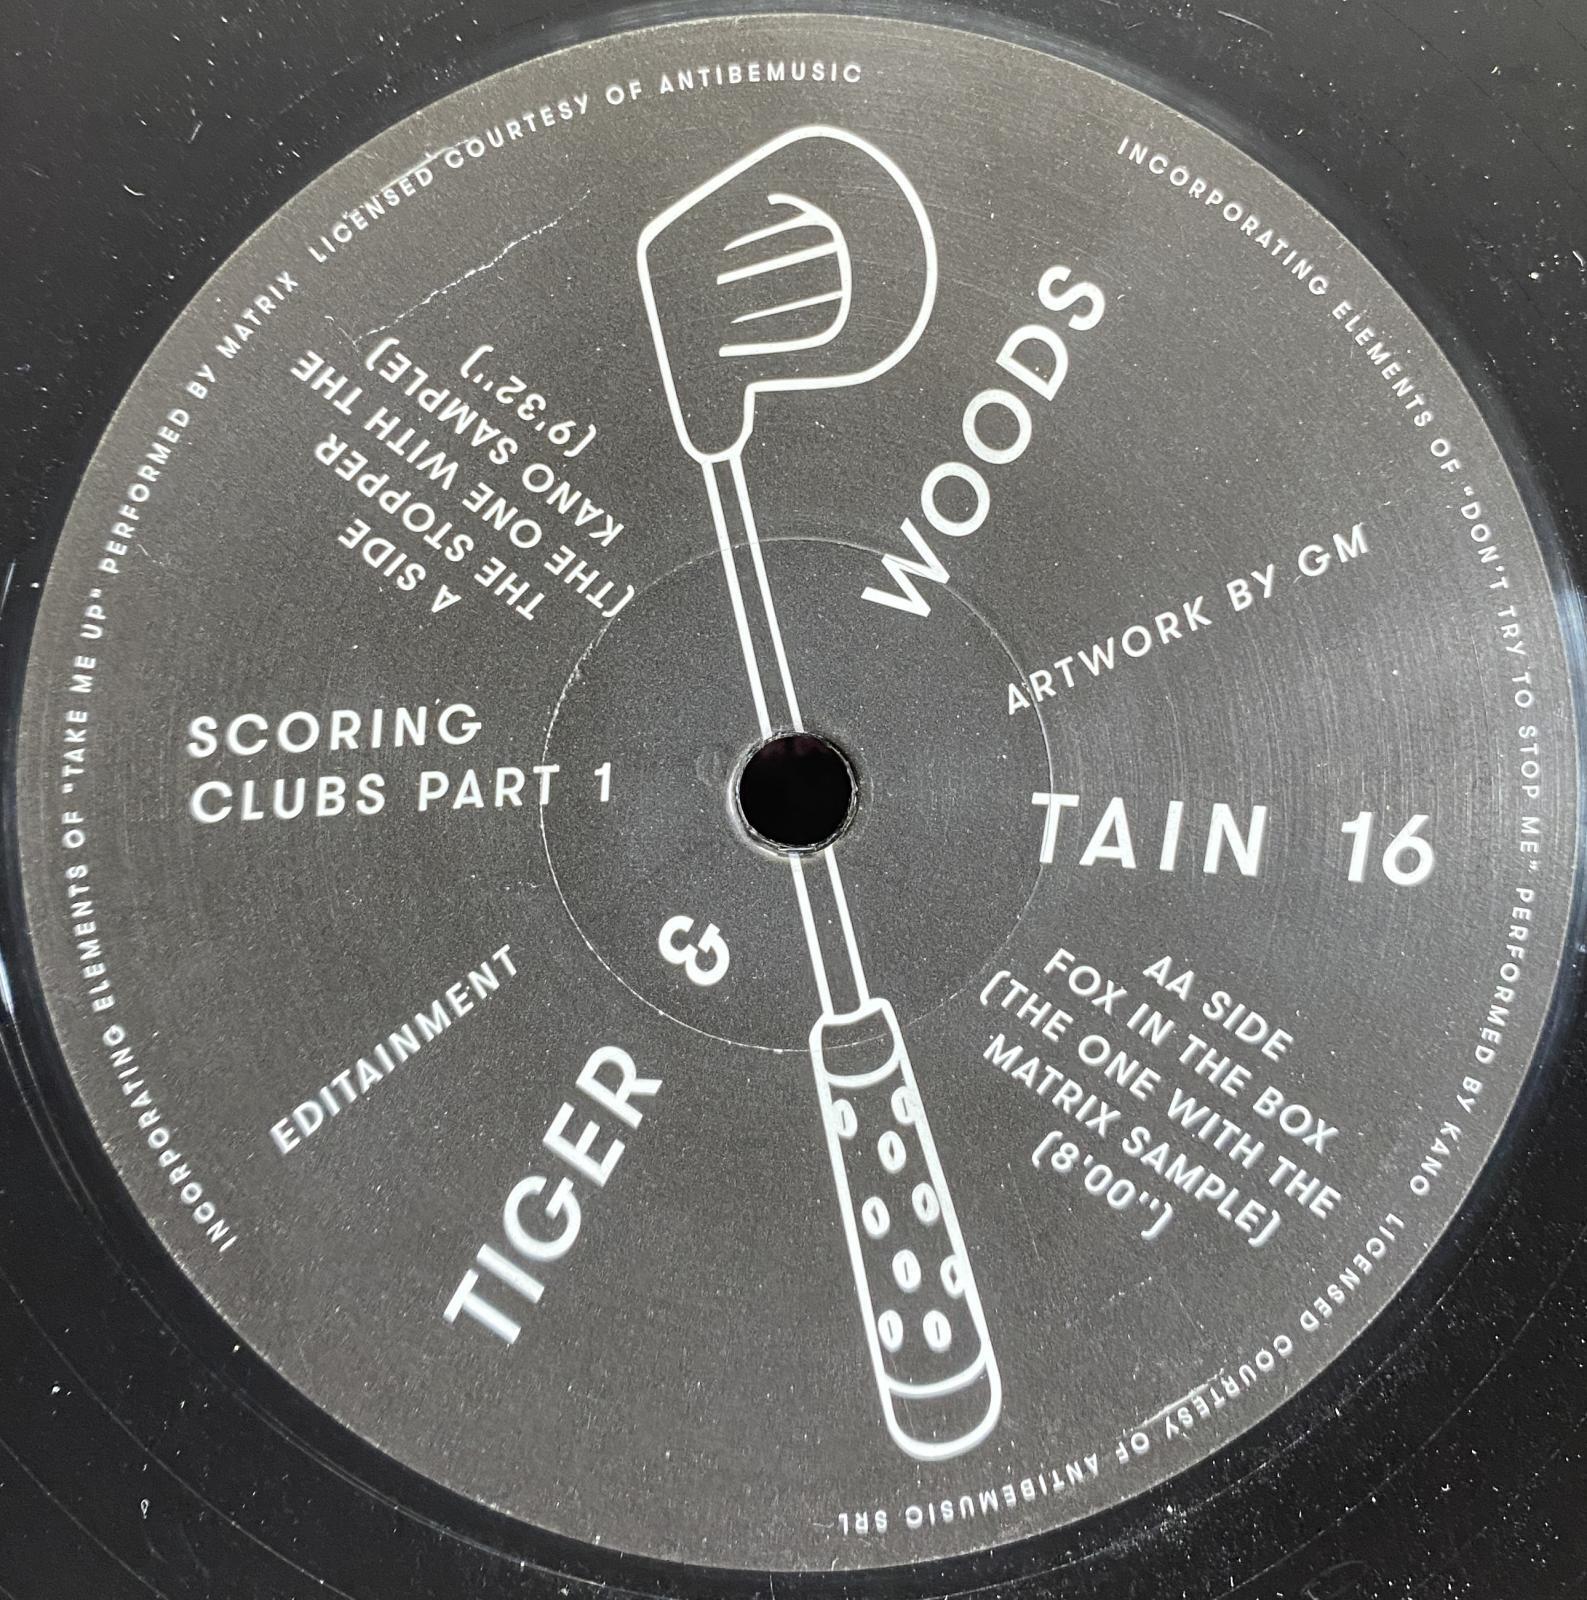 TIGER
&
WOODS
SCORING
CLUBS PART 1
TAIN 16
EDITAINMENT
ARTWORK BY GM
A SIDE
THE STOPPER
(THE ONE WITH THE
KANO SAMPLE)
(9'32'')
AA SIDE
FOX IN THE BOX
(THE ONE WITH THE
MATRIX SAMPLE)
(8'00'')
INCORPORATING ELEMENTS OF "TAKE ME UP" PERFORMED BY MATRIX LICENSED COURTESY OF ANTIBEMUSIC
INCORPORATING ELEMENTS OF "DON'T TRY TO STOP ME" PERFORMED BY KANO LICENSED COURTESY OF ANTIBEMUSIC SRL